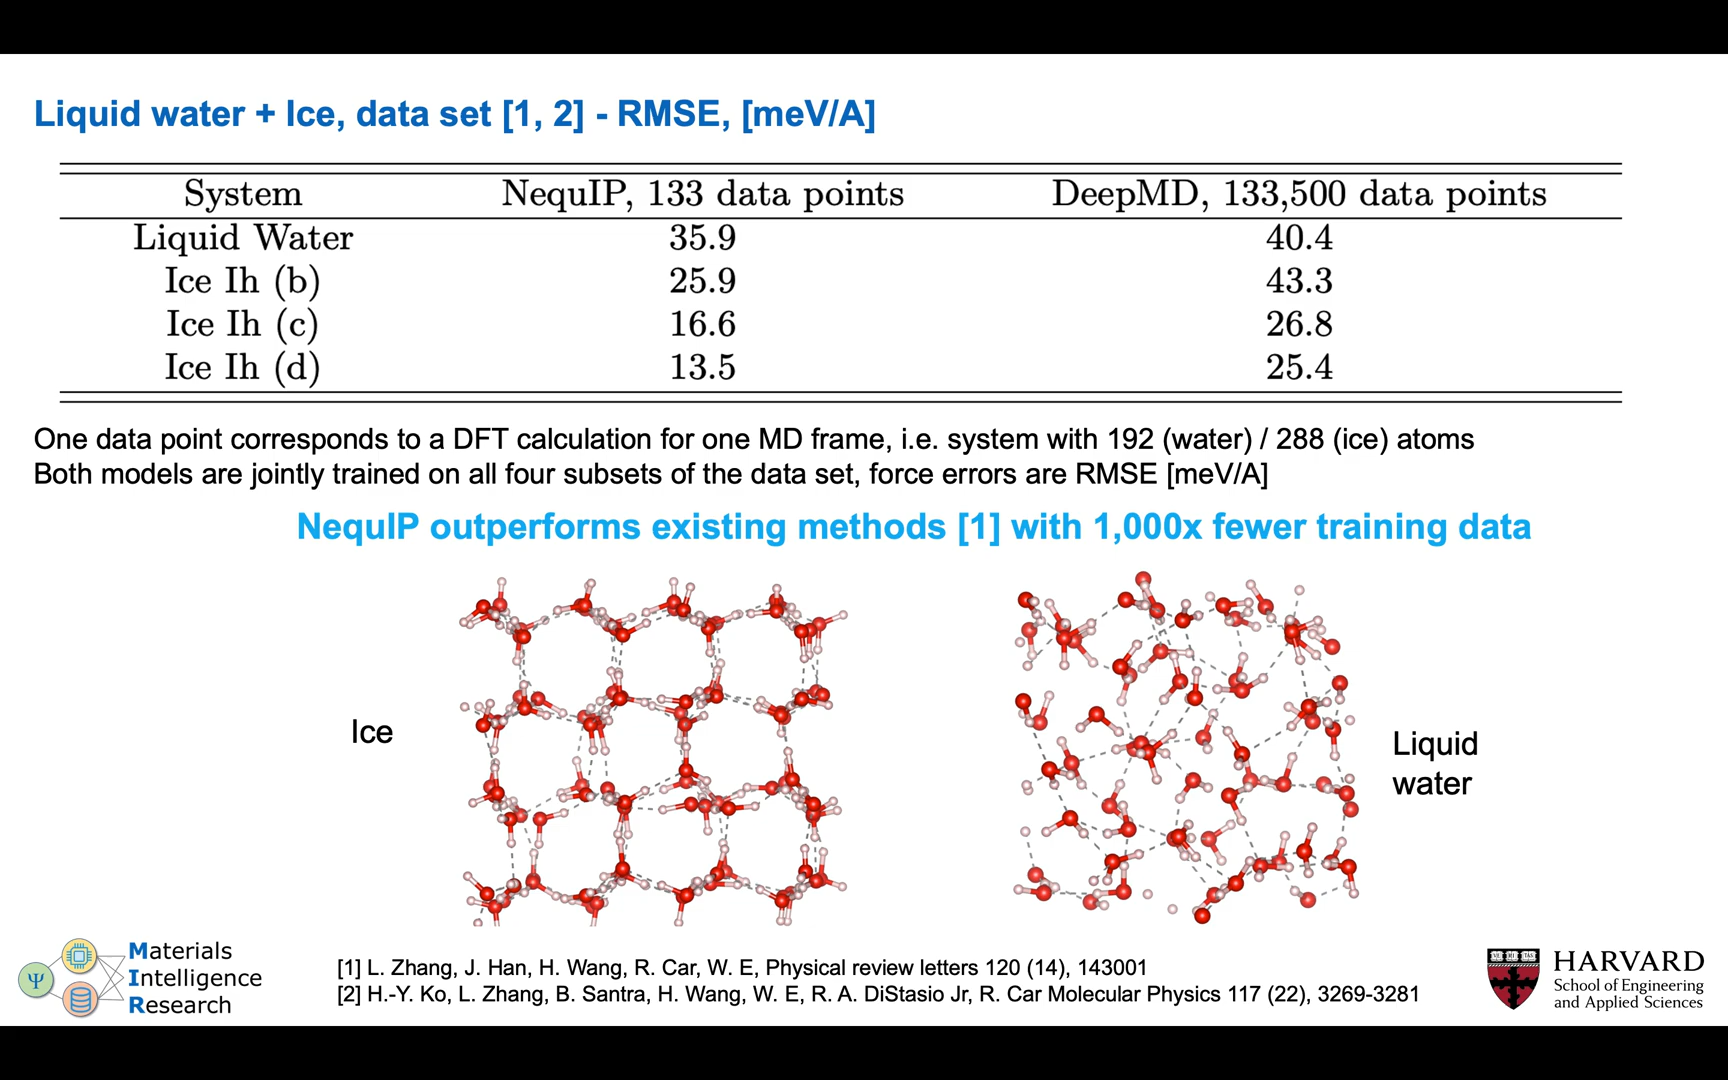 Liquid water + Ice, data set [1, 2] - RMSE, [meV/A]
System NequIP, 133 data points DeepMD, 133,500 data points
Liquid Water 35.9 40.4
Ice Ih (b) 25.9 43.3
Ice Ih (c) 16.6 26.8
Ice Ih (d) 13.5 25.4
One data point corresponds to a DFT calculation for one MD frame, i.e. system with 192 (water) / 288 (ice) atoms
Both models are jointly trained on all four subsets of the data set, force errors are RMSE [meV/A]
NequIP outperforms existing methods [1] with 1,000x fewer training data
Ice
Liquid
water
Ψ
Materials
Intelligence
Research
[1] L. Zhang, J. Han, H. Wang, R. Car, W. E, Physical review letters 120 (14), 143001
[2] H.-Y. Ko, L. Zhang, B. Santra, H. Wang, W. E, R. A. DiStasio Jr, R. Car Molecular Physics 117 (22), 3269-3281
HARVARD
School of Engineering
and Applied Sciences